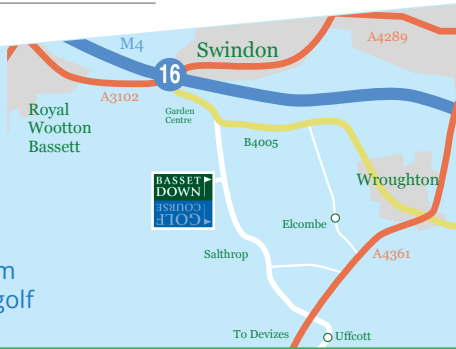 M4
Swindon
A4289
16
A3102
Garden
Centre
Royal
Wootton
Bassett
B4005
BASSET
DOWN
GOLF
COURSE
Wroughton
Elcombe
Salthrop
A4361
m
golf
To Devizes
Uffcott